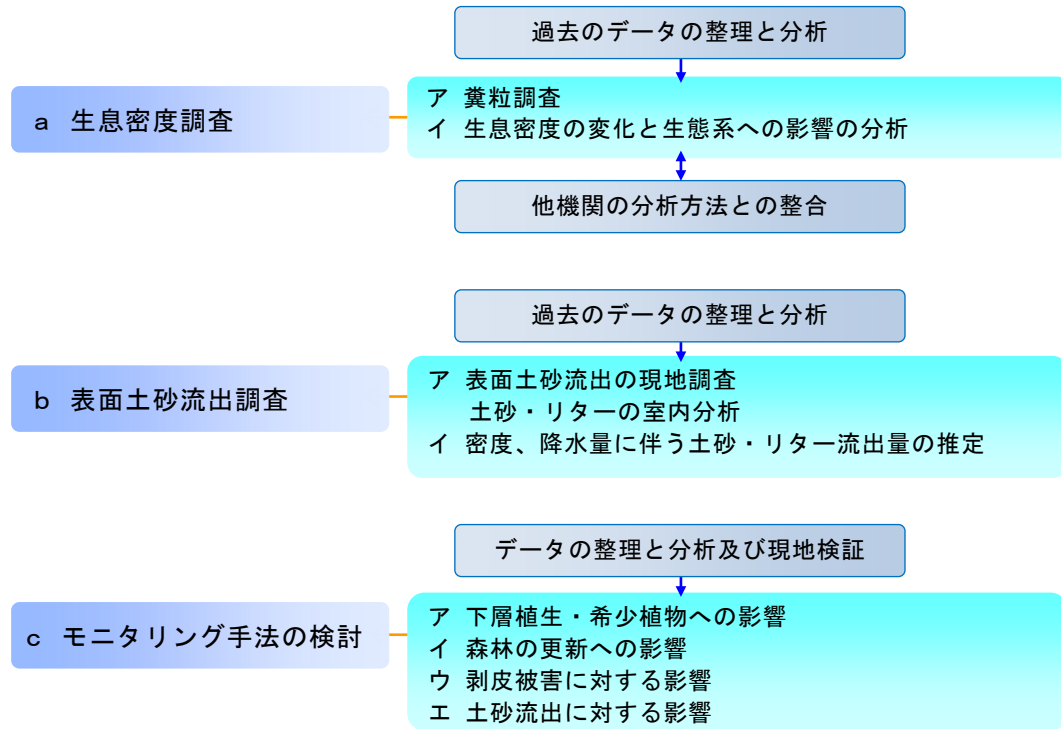 過去のデータの整理と分析
a 生息密度調査
ア 糞粒調査
イ 生息密度の変化と生態系への影響の分析
他機関の分析方法との整合
過去のデータの整理と分析
b 表面土砂流出調査
ア 表面土砂流出の現地調査
土砂・リターの室内分析
イ 密度、降水量に伴う土砂・リター流出量の推定
データの整理と分析及び現地検証
c モニタリング手法の検討
ア 下層植生・希少植物への影響
イ 森林の更新への影響
ウ 剥皮被害に対する影響
エ 土砂流出に対する影響